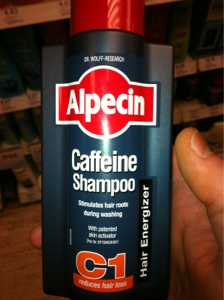 DR. WOLFF-RESEARCH
Alpecin
Caffeine
Shampoo
Stimulates hair roots
during washing
With patented
skin activator
C1
reduces hair loss
Hair Energizer